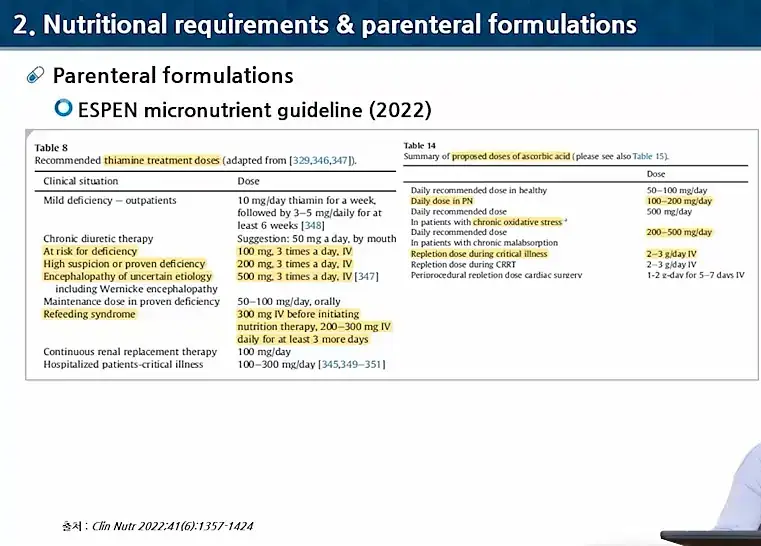 2. Nutritional requirements & parenteral formulations
Parenteral formulations
ESPEN micronutrient guideline (2022)
Table 8
Recommended thiamine treatment doses (adapted from [329,346,347]).
Clinical situation Dose
Mild deficiency – outpatients 10 mg/day thiamin for a week,
followed by 3–5 mg/daily for at
least 6 weeks [348]
Chronic diuretic therapy Suggestion: 50 mg a day, by mouth
At risk for deficiency 100 mg, 3 times a day, IV
High suspicion or proven deficiency 200 mg, 3 times a day, IV
Encephalopathy of uncertain etiology 500 mg, 3 times a day, IV [347]
including Wernicke encephalopathy
Maintenance dose in proven deficiency 50–100 mg/day, orally
Refeeding syndrome 300 mg IV before initiating
nutrition therapy, 200–300 mg IV
daily for at least 3 more days
Continuous renal replacement therapy 100 mg/day
Hospitalized patients-critical illness 100–300 mg/day [345,349–351]
Table 14
Summary of proposed doses of ascorbic acid (please see also Table 15).
Dose
Daily recommended dose in healthy 50–100 mg/day
Daily dose in PN 100–200 mg/day
Daily recommended dose 500 mg/day
In patients with chronic oxidative stress a
Daily recommended dose 200–500 mg/day
In patients with chronic malabsorption
Repletion dose during critical illness 2–3 g/day IV
Repletion dose during CRRT 2–3 g/day IV
Periprocedural repletion dose cardiac surgery 1-2 g-day for 5–7 days IV
출처 : Clin Nutr 2022;41(6):1357-1424